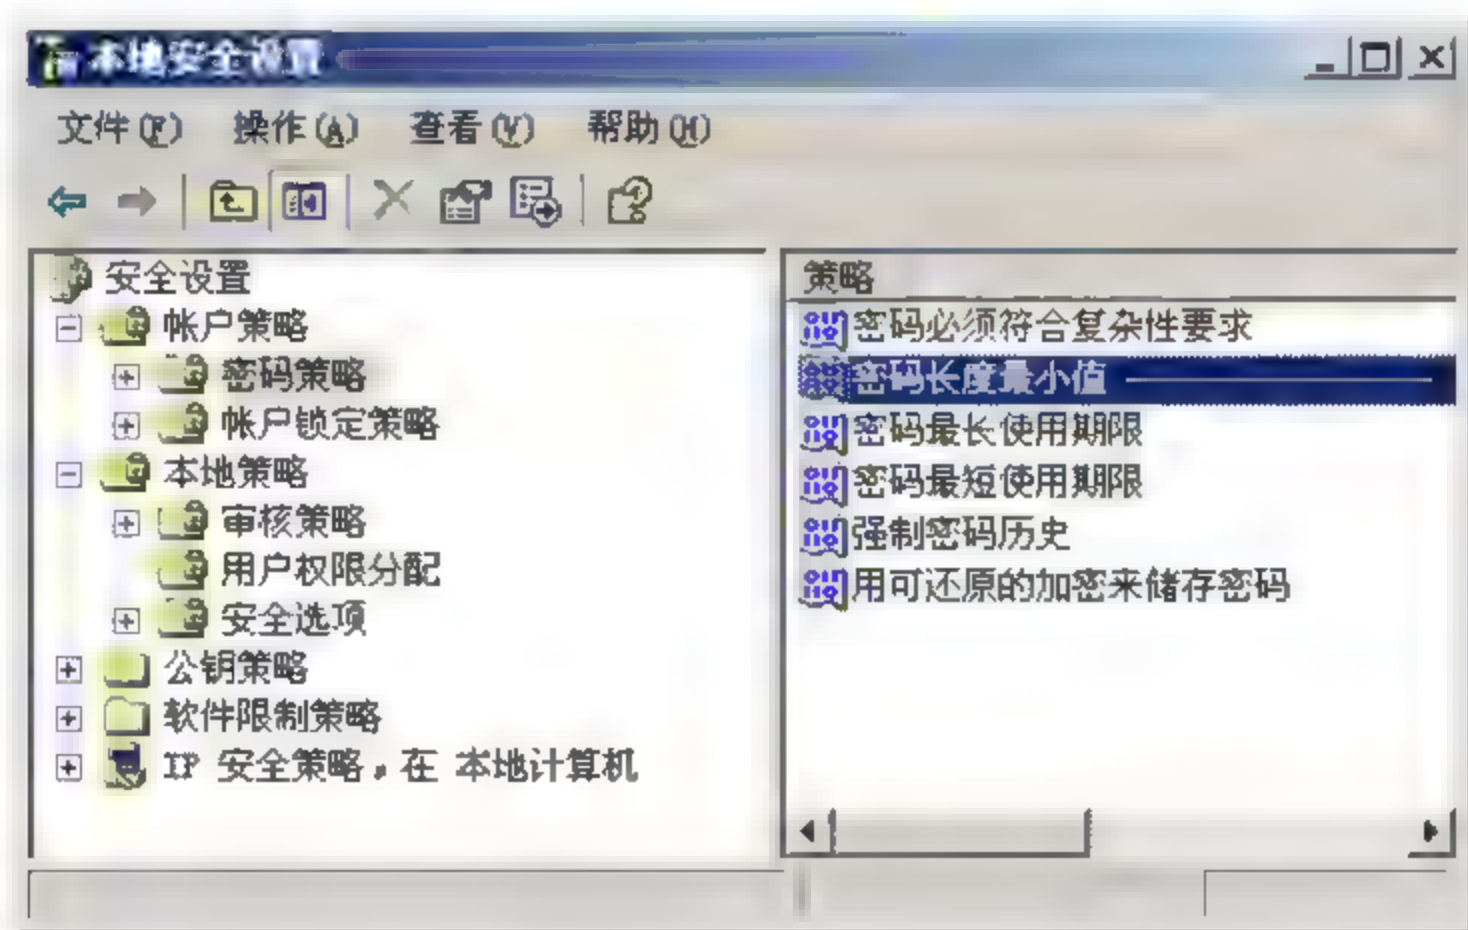 本地安全设置
文件(F) 操作(A) 查看(V) 帮助(H)
安全设置
帐户策略
密码策略
帐户锁定策略
本地策略
审核策略
用户权限分配
安全选项
公钥策略
软件限制策略
IP 安全策略，在 本地计算机
策略
密码必须符合复杂性要求
密码长度最小值
密码最长使用期限
密码最短使用期限
强制密码历史
用可还原的加密来储存密码